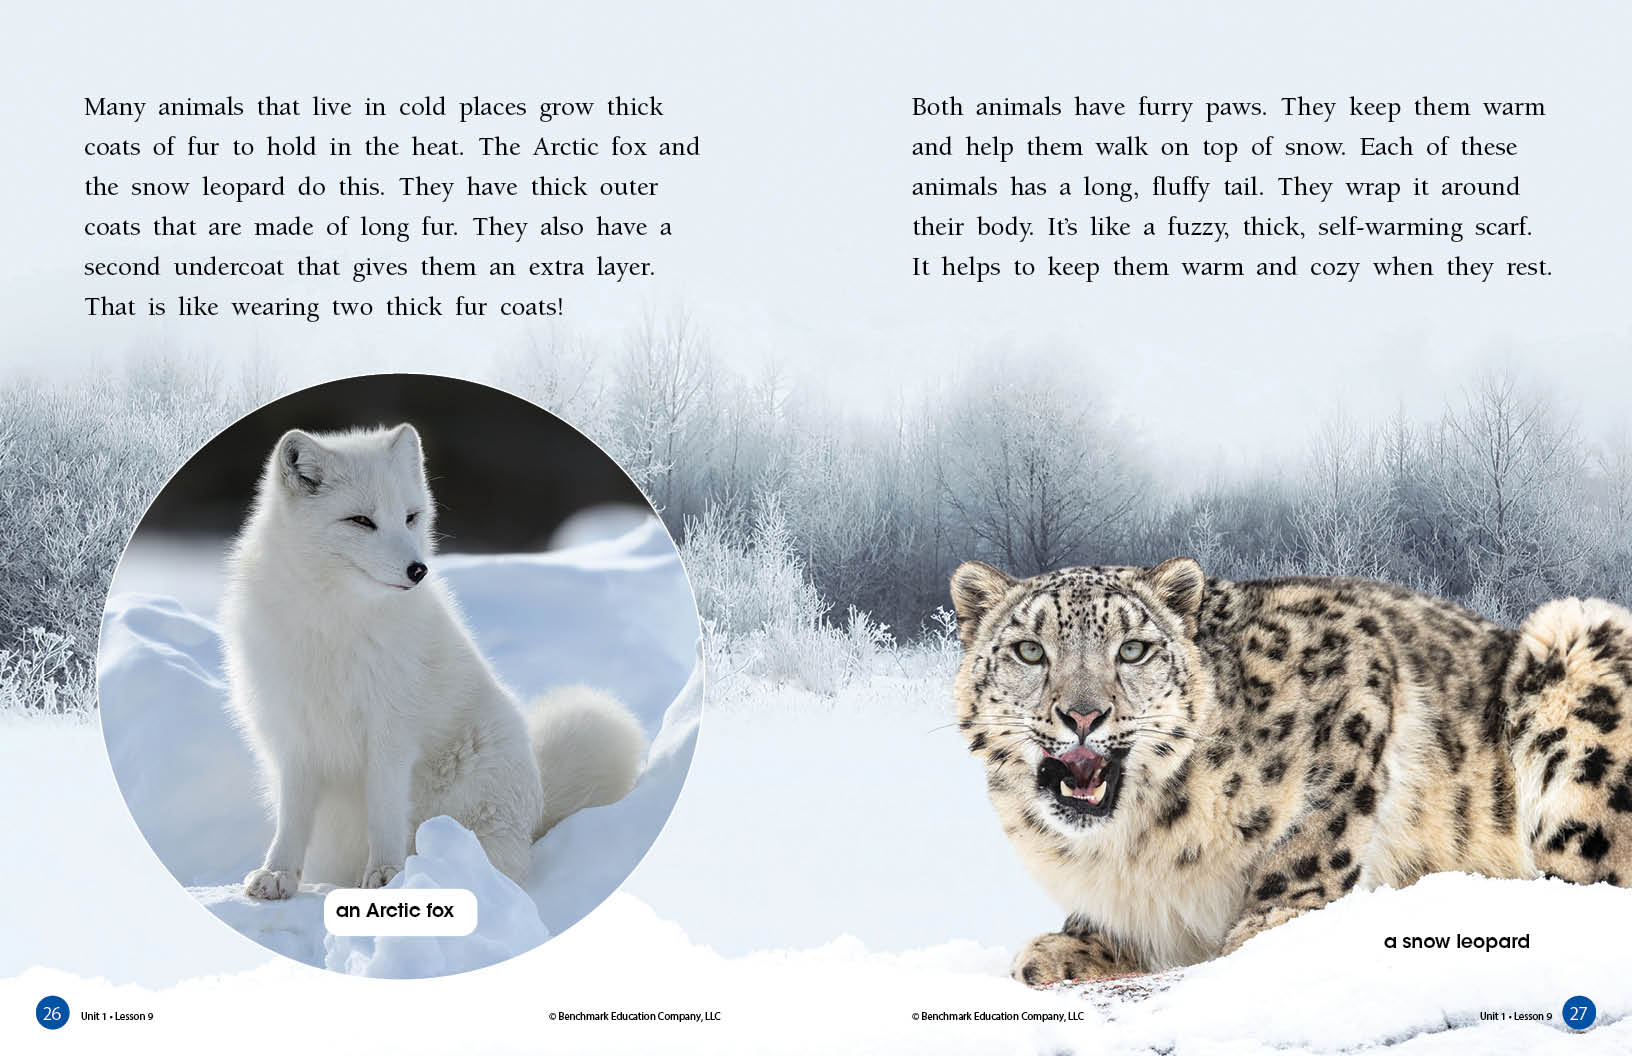 Many animals that live in cold places grow thick
coats of fur to hold in the heat. The Arctic fox and
the snow leopard do this. They have thick outer
coats that are made of long fur. They also have a
second undercoat that gives them an extra layer.
That is like wearing two thick fur coats!
an Arctic fox
26
Unit 1 • Lesson 9
© Benchmark Education Company, LLC
Both animals have furry paws. They keep them warm
and help them walk on top of snow. Each of these
animals has a long, fluffy tail. They wrap it around
their body. It’s like a fuzzy, thick, self-warming scarf.
It helps to keep them warm and cozy when they rest.
a snow leopard
© Benchmark Education Company, LLC
Unit 1 • Lesson 9
27